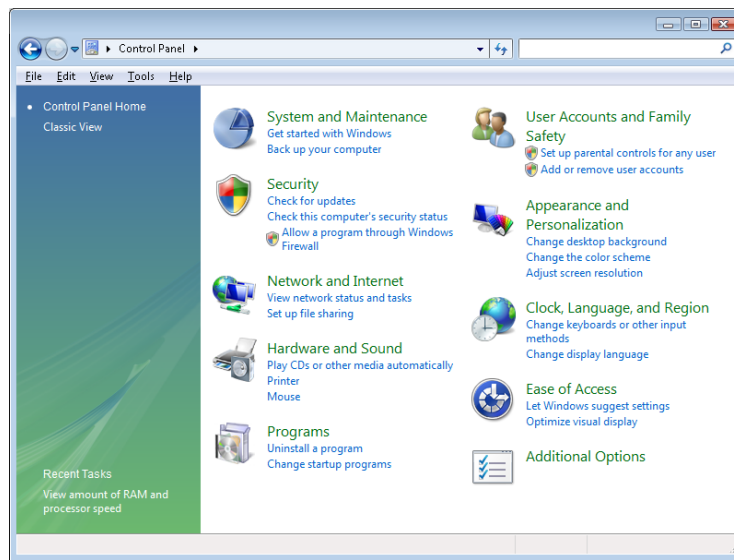 Control Panel
File Edit View Tools Help
Control Panel Home
Classic View
Recent Tasks
View amount of RAM and
processor speed
System and Maintenance
Get started with Windows
Back up your computer
Security
Check for updates
Check this computer's security status
Allow a program through Windows
Firewall
Network and Internet
View network status and tasks
Set up file sharing
Hardware and Sound
Play CDs or other media automatically
Printer
Mouse
Programs
Uninstall a program
Change startup programs
User Accounts and Family
Safety
Set up parental controls for any user
Add or remove user accounts
Appearance and
Personalization
Change desktop background
Change the color scheme
Adjust screen resolution
Clock, Language, and Region
Change keyboards or other input
methods
Change display language
Ease of Access
Let Windows suggest settings
Optimize visual display
Additional Options